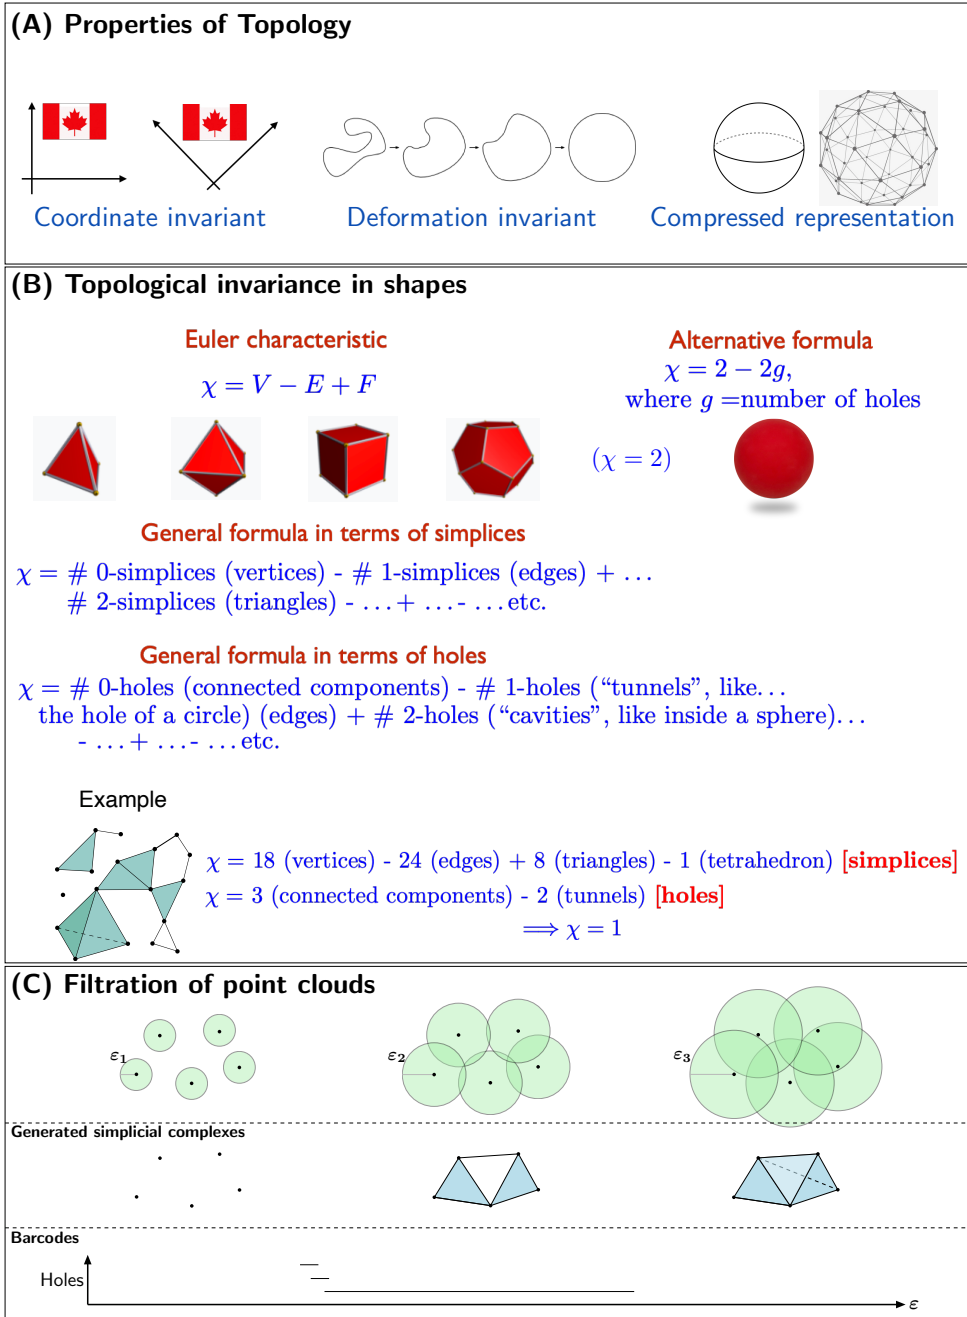 (A) Properties of Topology
Coordinate invariant
Deformation invariant
Compressed representation
(B) Topological invariance in shapes
Euler characteristic
χ = V − E + F
Alternative formula
χ = 2 − 2g,
where g =number of holes
(χ = 2)
General formula in terms of simplices
χ = # 0-simplices (vertices) - # 1-simplices (edges) + …
# 2-simplices (triangles) - …+ …- …etc.
General formula in terms of holes
χ = # 0-holes (connected components) - # 1-holes (“tunnels”, like…
the hole of a circle) (edges) + # 2-holes (“cavities”, like inside a sphere)…
- …+ …- …etc.
Example
χ = 18 (vertices) - 24 (edges) + 8 (triangles) - 1 (tetrahedron) [simplices]
χ = 3 (connected components) - 2 (tunnels) [holes]
⟹ χ = 1
(C) Filtration of point clouds
ε₁
ε₂
ε₃
Generated simplicial complexes
Barcodes
Holes
ε